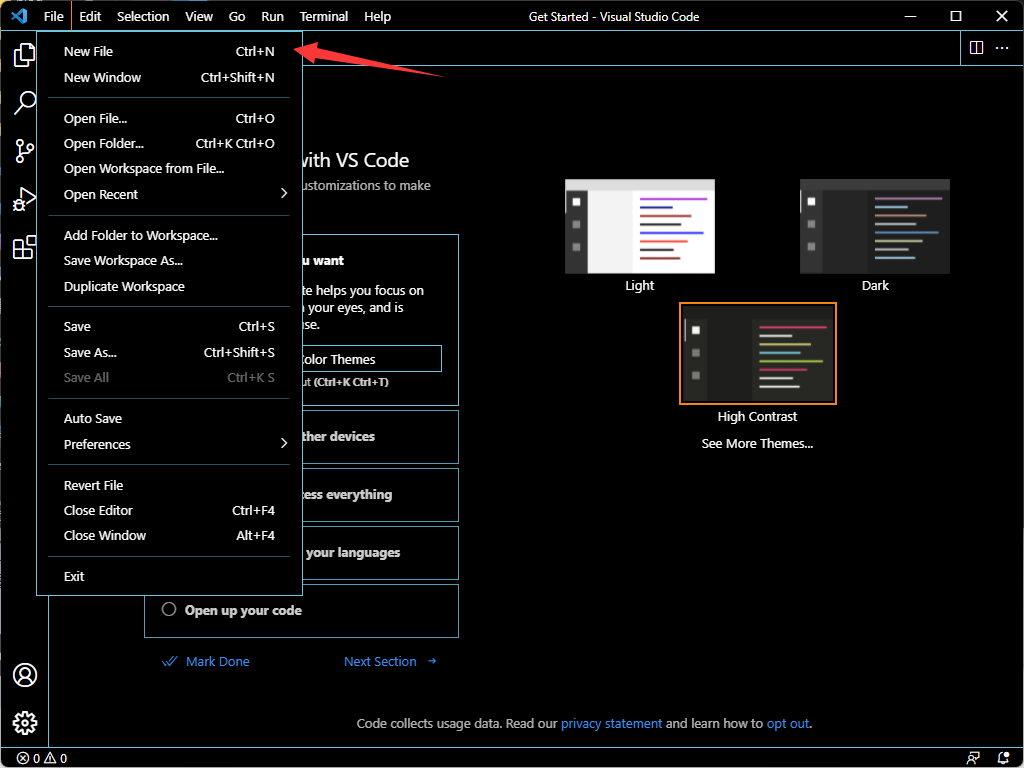 File Edit Selection View Go Run Terminal Help Get Started - Visual Studio Code
New File Ctrl+N
New Window Ctrl+Shift+N
Open File... Ctrl+O
Open Folder... Ctrl+K Ctrl+O
Open Workspace from File...
Open Recent
Add Folder to Workspace...
Save Workspace As...
Duplicate Workspace
Save Ctrl+S
Save As... Ctrl+Shift+S
Save All Ctrl+K S
Auto Save
Preferences
Revert File
Close Editor Ctrl+F4
Close Window Alt+F4
Exit
with VS Code
ustomizations to make
u want
te helps you focus on
your eyes, and is
use.
Color Themes
ut (Ctrl+K Ctrl+T)
ther devices
cess everything
your languages
Open up your code
Mark Done Next Section
Light Dark
High Contrast
See More Themes...
Code collects usage data. Read our privacy statement and learn how to opt out.
0 0